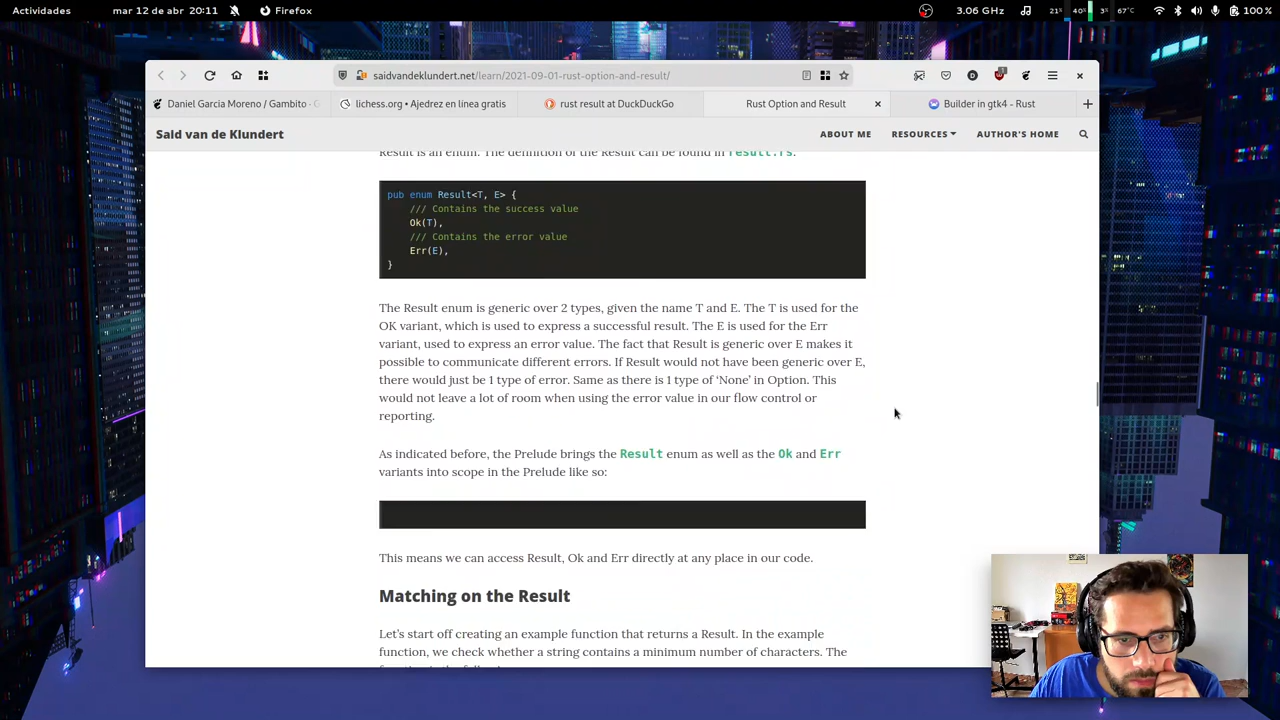 Actividades
mar 12 de abr 20:11
Firefox
3.06 GHz
21%
40%
3%
67°C
100 %
saidvandeklundert.net/learn/2021-09-01-rust-option-and-result/
Daniel Garcia Moreno / Gambito · G
lichess.org • Ajedrez en línea gratis
rust result at DuckDuckGo
Rust Option and Result
Builder in gtk4 - Rust
Said van de Klundert
ABOUT ME
RESOURCES
AUTHOR'S HOME
Result is an enum. The definition of the Result can be found in result.rs:
pub enum Result<T, E> {
/// Contains the success value
Ok(T),
/// Contains the error value
Err(E),
}
The Result enum is generic over 2 types, given the name T and E. The T is used for the
OK variant, which is used to express a successful result. The E is used for the Err
variant, used to express an error value. The fact that Result is generic over E makes it
possible to communicate different errors. If Result would not have been generic over E,
there would just be 1 type of error. Same as there is 1 type of ‘None’ in Option. This
would not leave a lot of room when using the error value in our flow control or
reporting.
As indicated before, the Prelude brings the Result enum as well as the Ok and Err
variants into scope in the Prelude like so:
This means we can access Result, Ok and Err directly at any place in our code.
Matching on the Result
Let’s start off creating an example function that returns a Result. In the example
function, we check whether a string contains a minimum number of characters. The